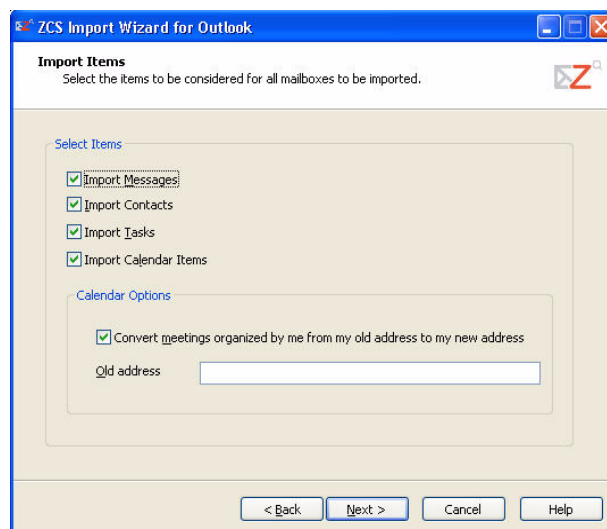 ZCS Import Wizard for Outlook
Import Items
Select the items to be considered for all mailboxes to be imported.
Select Items
Import Messages
Import Contacts
Import Tasks
Import Calendar Items
Calendar Options
Convert meetings organized by me from my old address to my new address
Old address
< Back Next > Cancel Help